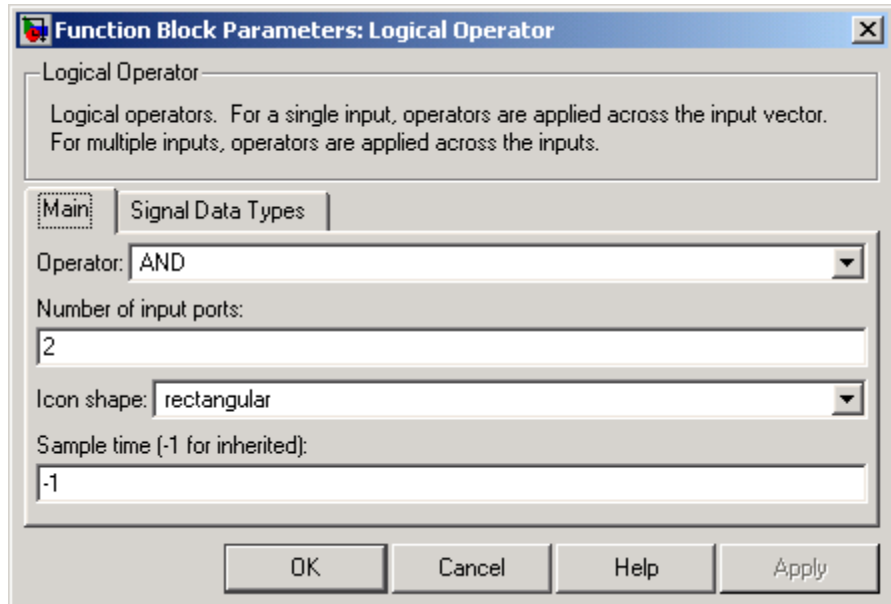 Function Block Parameters: Logical Operator
Logical Operator
Logical operators. For a single input, operators are applied across the input vector.
For multiple inputs, operators are applied across the inputs.
Main Signal Data Types
Operator: AND
Number of input ports:
2
Icon shape: rectangular
Sample time (-1 for inherited):
-1
OK Cancel Help Apply